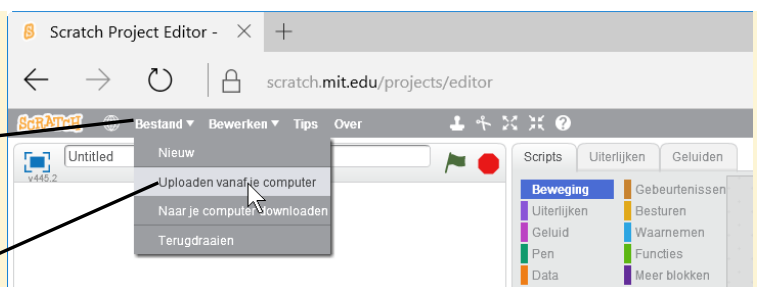 Scratch Project Editor - ×
scratch.mit.edu/projects/editor
SCRATCH Bestand ▾ Bewerken ▾ Tips Over
Untitled
v445.2
Nieuw
Uploaden vanaf je computer
Naar je computer downloaden
Terugdraaien
Scripts Uiterlijken Geluiden
Beweging Gebeurtenissen
Uiterlijken Besturen
Geluid Waarnemen
Pen Functies
Data Meer blokken